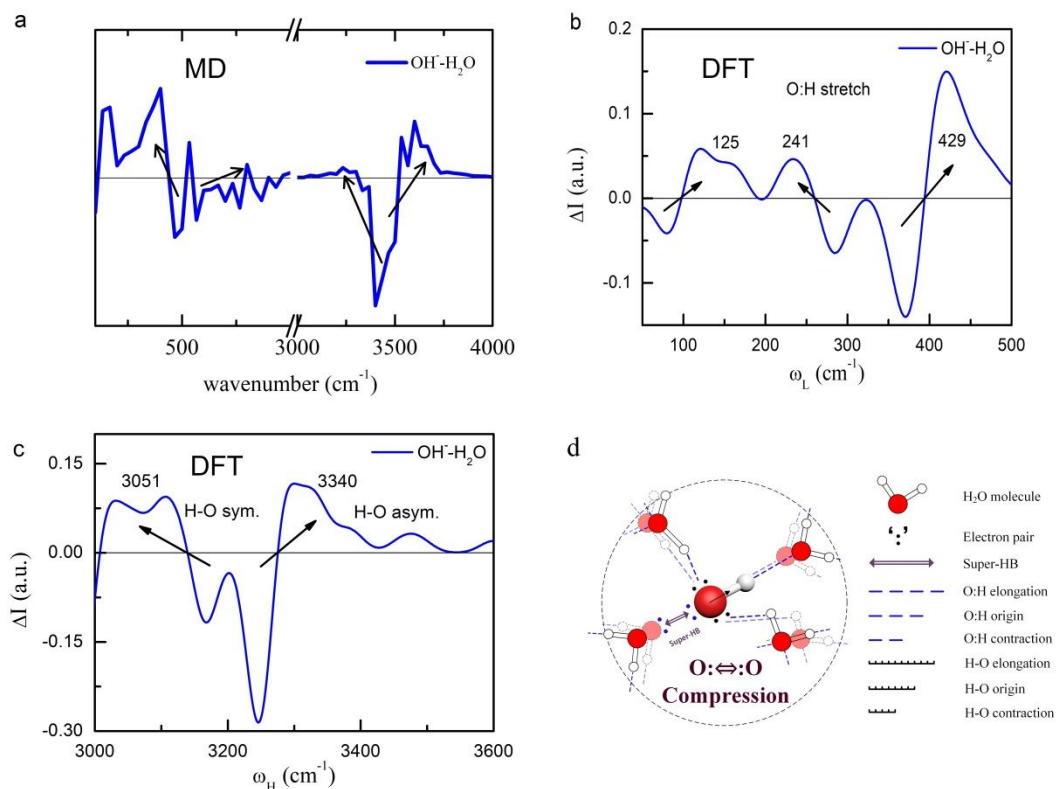 a
MD
OH⁻-H₂O
500
3000
3500
4000
wavenumber (cm⁻¹)
b
DFT
OH⁻-H₂O
O:H stretch
125
241
429
0.2
0.1
0.0
-0.1
ΔI (a.u.)
100
200
300
400
500
ω_L (cm⁻¹)
c
DFT
OH⁻-H₂O
3051
3340
H-O sym.
H-O asym.
0.15
0.00
-0.15
-0.30
ΔI (a.u.)
3000
3200
3400
3600
ω_H (cm⁻¹)
d
Super-HB
O:⇔:O
Compression
H₂O molecule
Electron pair
Super-HB
O:H elongation
O:H origin
O:H contraction
H-O elongation
H-O origin
H-O contraction